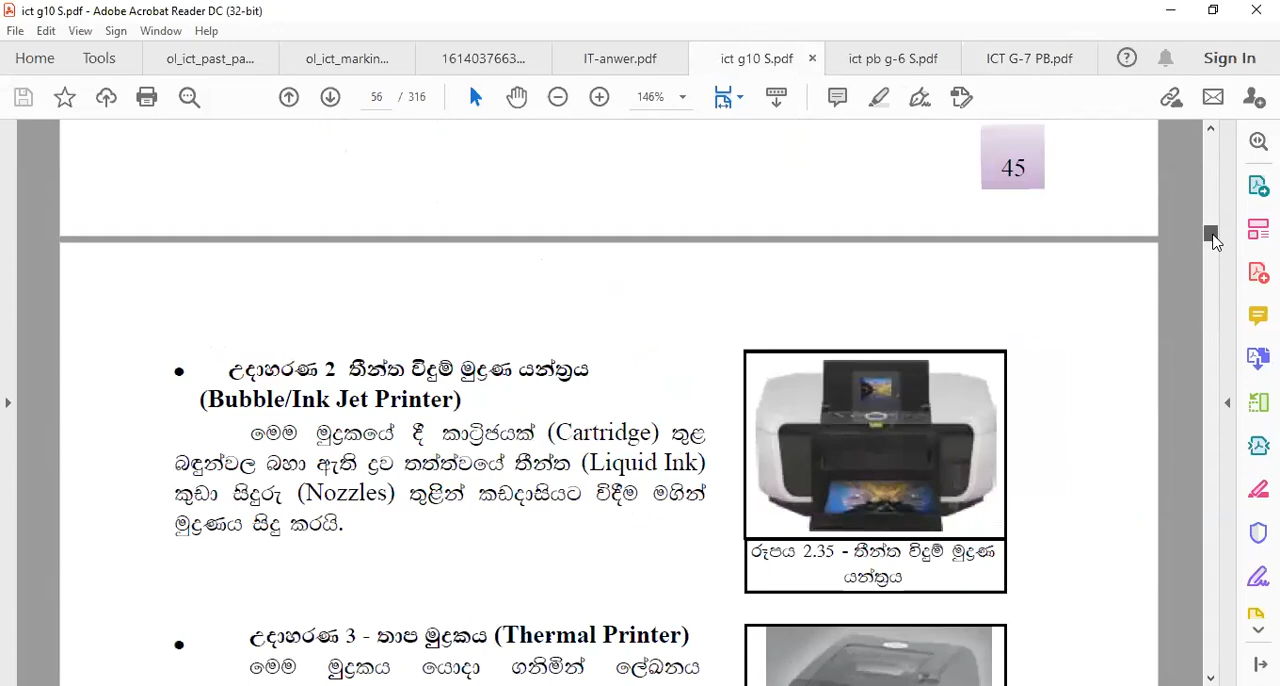 ict g10 S.pdf - Adobe Acrobat Reader DC (32-bit)
File Edit View Sign Window Help
Home Tools ol_ict_past_pa... ol_ict_markin... 1614037663... IT-anwer.pdf ict g10 S.pdf × ict pb g-6 S.pdf ICT G-7 PB.pdf Sign In
56 / 316 146%
45
• උදාහරණ 2 තීන්ත විදුම් මුද්‍රණ යන්ත්‍රය
(Bubble/Ink Jet Printer)
මෙම මුද්‍රකයේ දී කාට්‍රිජයක් (Cartridge) තුළ
බඳුන්වල බහා ඇති ද්‍රව තත්ත්වයේ තීන්ත (Liquid Ink)
කුඩා සිදුරු (Nozzles) තුළින් කඩදාසියට විදීම මගින්
මුද්‍රණය සිදු කරයි.
රූපය 2.35 - තීන්ත විදුම් මුද්‍රණ
යන්ත්‍රය
• උදාහරණ 3 - තාප මුද්‍රකය (Thermal Printer)
මෙම මුද්‍රකය යොදා ගනිමින් ලේඛනය